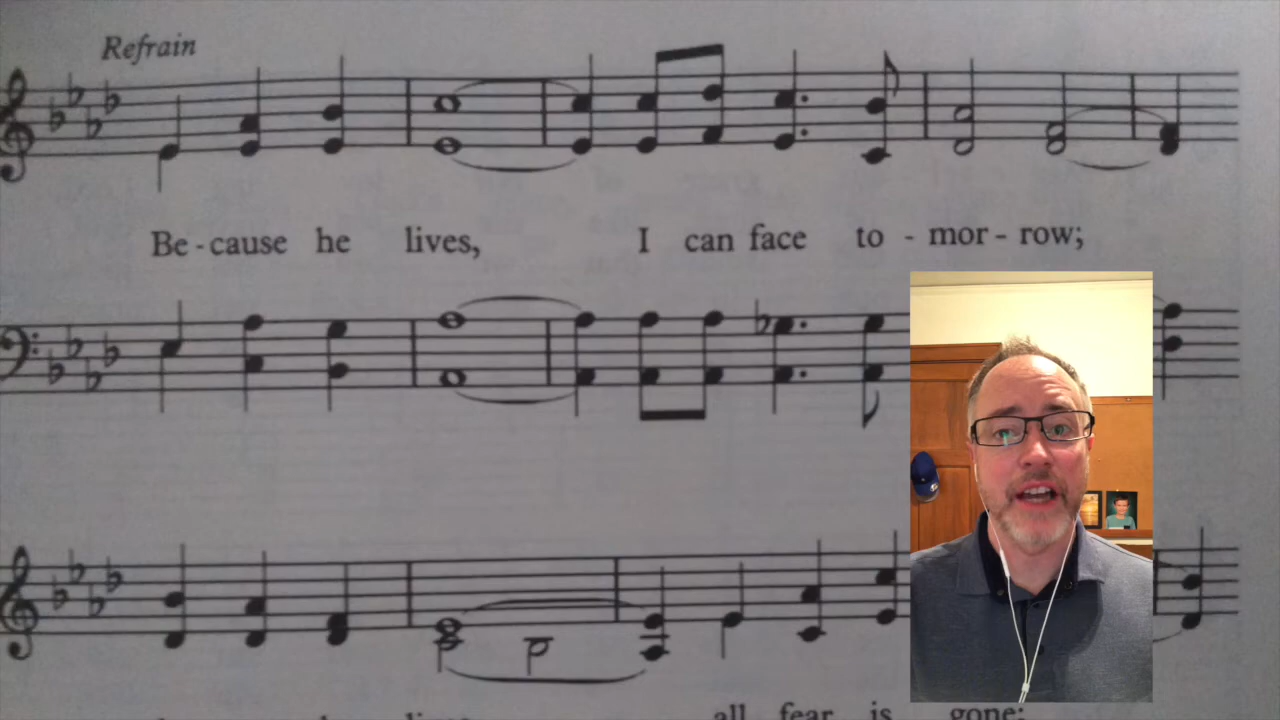 Refrain
Be - cause he lives, I can face to - mor - row;
all fear is gone;